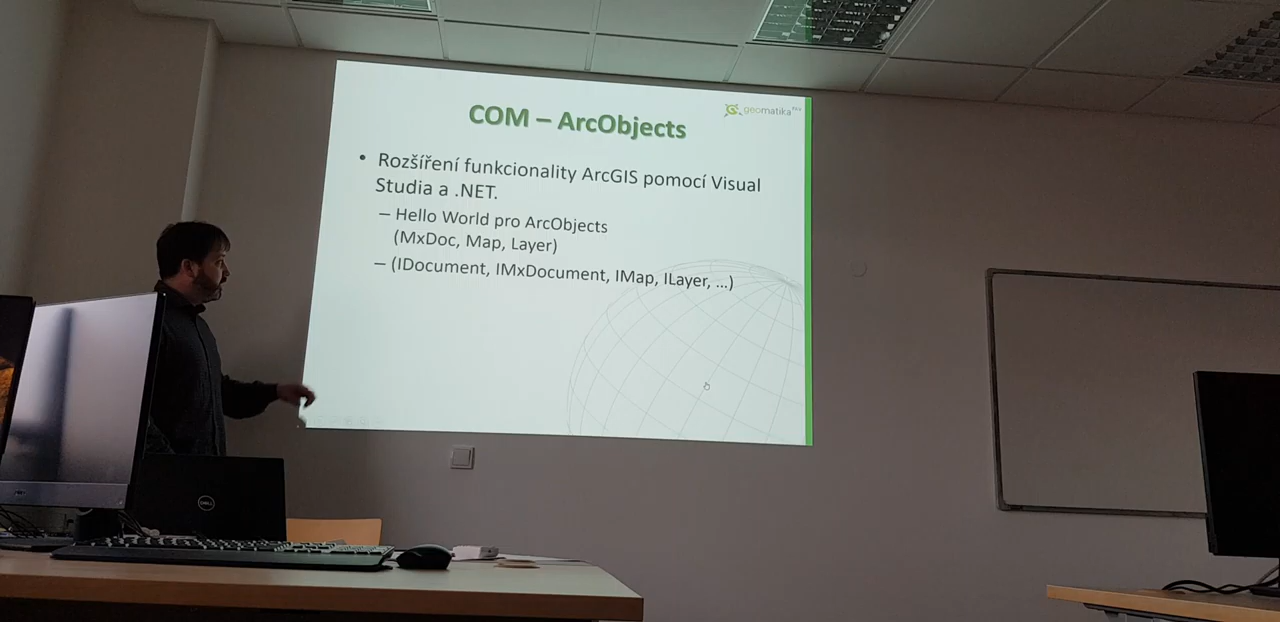 COM – ArcObjects
geomatika
• Rozšíření funkcionality ArcGIS pomocí Visual
Studia a .NET.
– Hello World pro ArcObjects
(MxDoc, Map, Layer)
– (IDocument, IMxDocument, IMap, ILayer, ...)
DELL